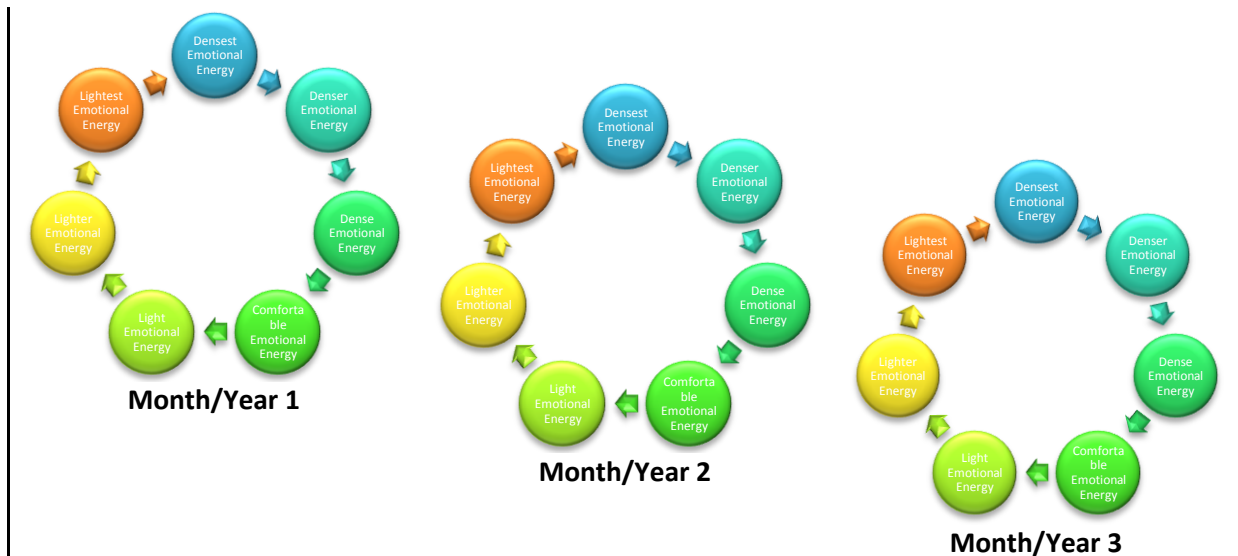 Densest
Emotional
Energy
Denser
Emotional
Energy
Dense
Emotional
Energy
Comforta
ble
Emotional
Energy
Light
Emotional
Energy
Lighter
Emotional
Energy
Lightest
Emotional
Energy
Month/Year 1
Densest
Emotional
Energy
Denser
Emotional
Energy
Dense
Emotional
Energy
Comforta
ble
Emotional
Energy
Light
Emotional
Energy
Lighter
Emotional
Energy
Lightest
Emotional
Energy
Month/Year 2
Densest
Emotional
Energy
Denser
Emotional
Energy
Dense
Emotional
Energy
Comforta
ble
Emotional
Energy
Light
Emotional
Energy
Lighter
Emotional
Energy
Lightest
Emotional
Energy
Month/Year 3